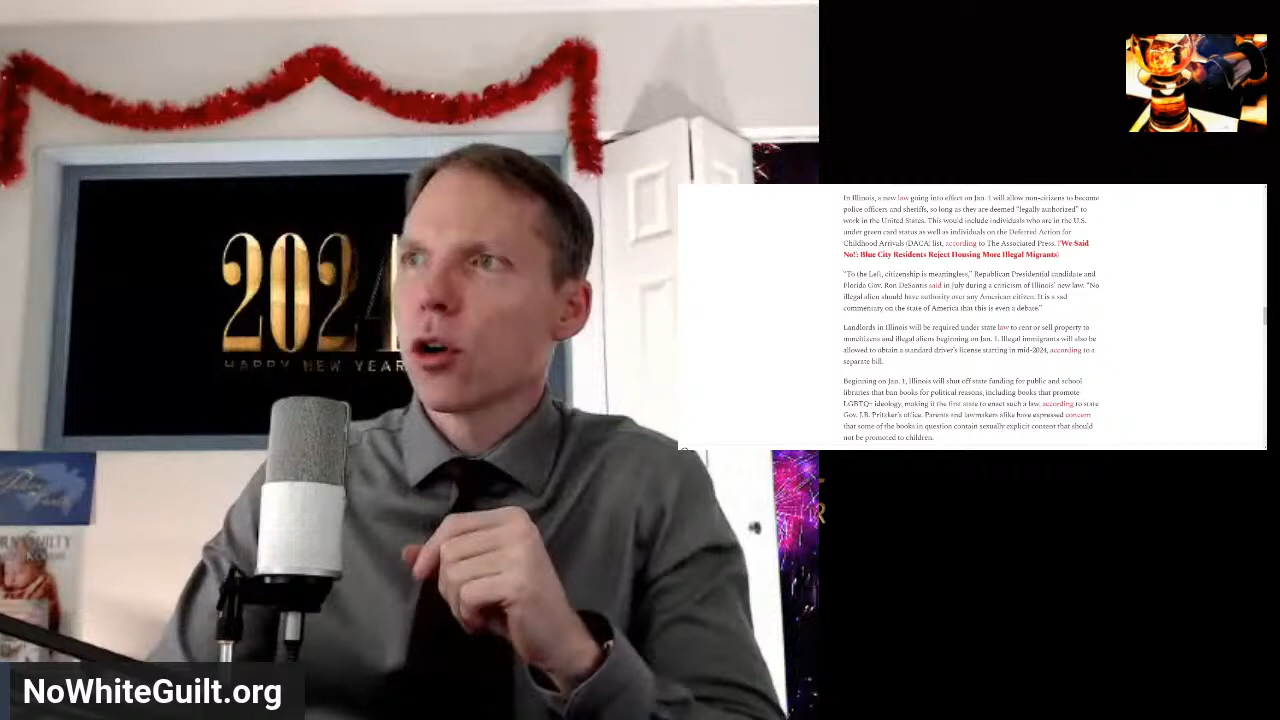 2024
HAPPY NEW YEAR
In Illinois, a new law going into effect on Jan. 1 will allow non-citizens to become
police officers and sheriffs, so long as they are deemed “legally authorized” to
work in the United States. This would include individuals who are in the U.S.
under green card status as well as individuals on the Deferred Action for
Childhood Arrivals (DACA) list, according to The Associated Press. (‘We Said
No!’: Blue City Residents Reject Housing More Illegal Migrants)
“To the Left, citizenship is meaningless,” Republican Presidential candidate and
Florida Gov. Ron DeSantis said in July during a criticism of Illinois’ new law. “No
illegal alien should have authority over any American citizen. It is a sad
commentary on the state of America that this is even a debate.”
Landlords in Illinois will be required under state law to rent or sell property to
noncitizens and illegal aliens beginning on Jan. 1. Illegal immigrants will also be
allowed to obtain a standard driver’s license starting in mid-2024, according to a
separate bill.
Beginning on Jan. 1, Illinois will shut off state funding for public and school
libraries that ban books for political reasons, including books that promote
LGBTQ+ ideology, making it the first state to enact such a law, according to state
Gov. J.B. Pritzker’s office. Parents and lawmakers alike have expressed concern
that some of the books in question contain sexually explicit content that should
not be promoted to children.
NoWhiteGuilt.org